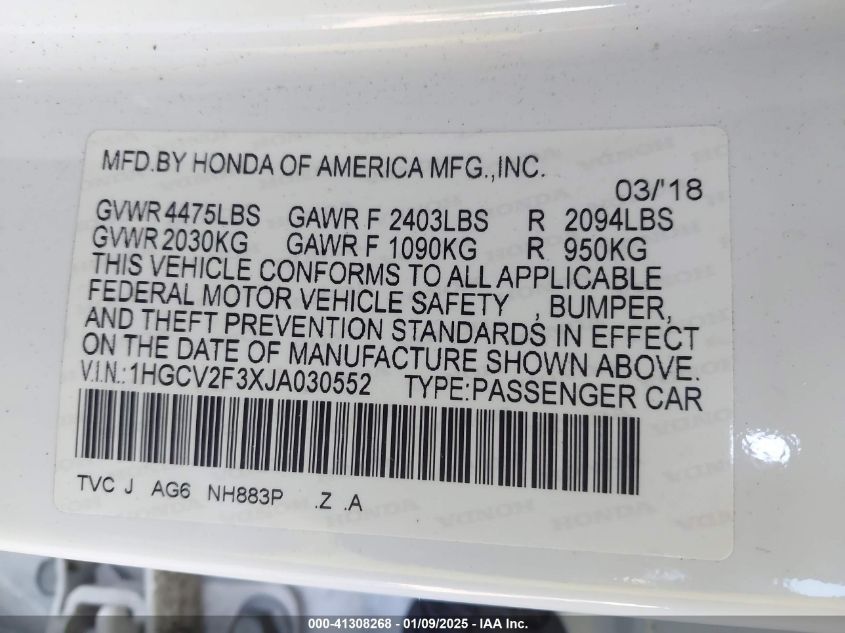 MFD.BY HONDA OF AMERICA MFG.,INC.
03/'18
GVWR 4475LBS GAWR F 2403LBS R 2094LBS
GVWR 2030KG GAWR F 1090KG R 950KG
THIS VEHICLE CONFORMS TO ALL APPLICABLE
FEDERAL MOTOR VEHICLE SAFETY , BUMPER,
AND THEFT PREVENTION STANDARDS IN EFFECT
ON THE DATE OF MANUFACTURE SHOWN ABOVE.
V.I.N.:1HGCV2F3XJA030552 TYPE:PASSENGER CAR
TVC J AG6 NH883P .Z .A
000-41308268 - 01/09/2025 - IAA Inc.